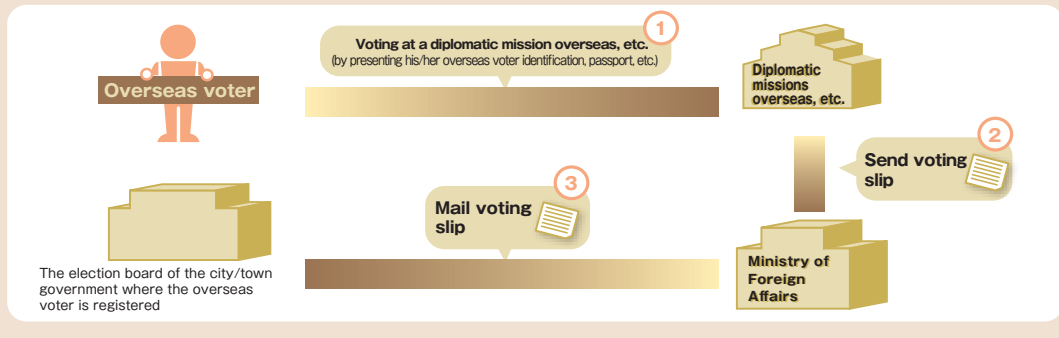 Overseas voter
1
Voting at a diplomatic mission overseas, etc.
(by presenting his/her overseas voter identification, passport, etc.)
Diplomatic
missions
overseas, etc.
2
Send voting
slip
Ministry of
Foreign
Affairs
3
Mail voting
slip
The election board of the city/town
government where the overseas
voter is registered